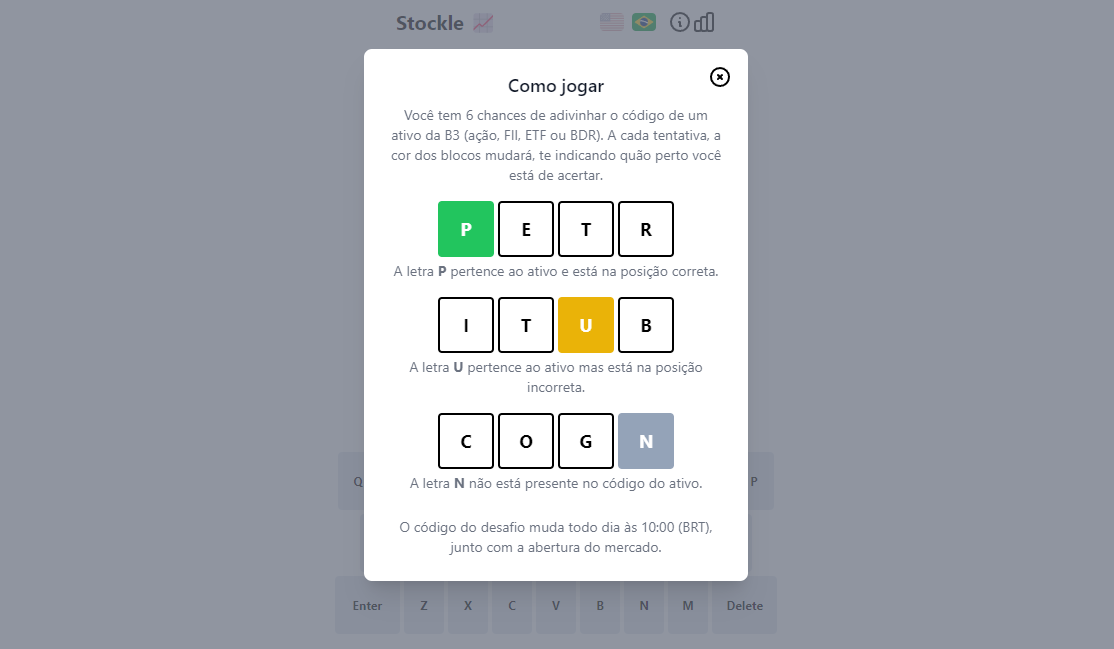 Stockle
Como jogar
Você tem 6 chances de adivinhar o código de um
ativo da B3 (ação, FII, ETF ou BDR). A cada tentativa, a
cor dos blocos mudará, te indicando quão perto você
está de acertar.
P E T R
A letra P pertence ao ativo e está na posição correta.
I T U B
A letra U pertence ao ativo mas está na posição
incorreta.
C O G N
A letra N não está presente no código do ativo.
Q P
O código do desafio muda todo dia às 10:00 (BRT),
junto com a abertura do mercado.
Enter Z X C V B N M Delete